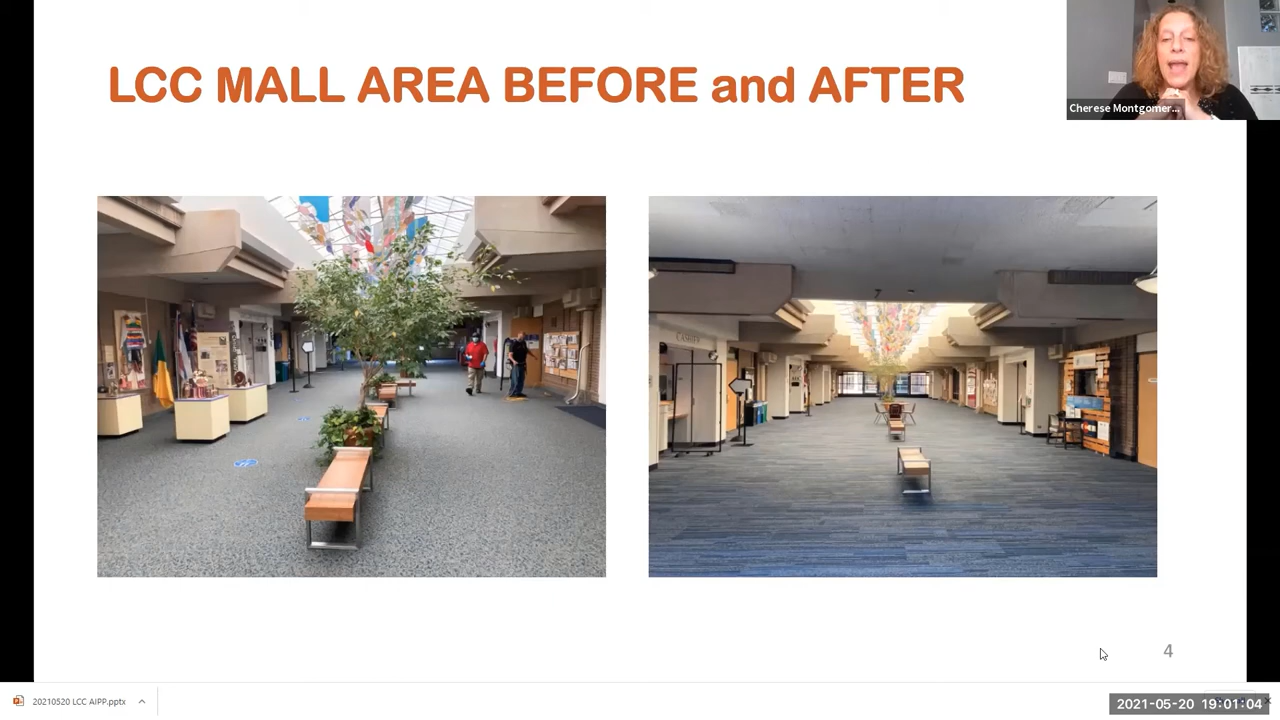 LCC MALL AREA BEFORE and AFTER
Cherese Montgomer...
CASHIER
4
20210520 LCC AIPP.pptx
2021-05-20 19:01:04